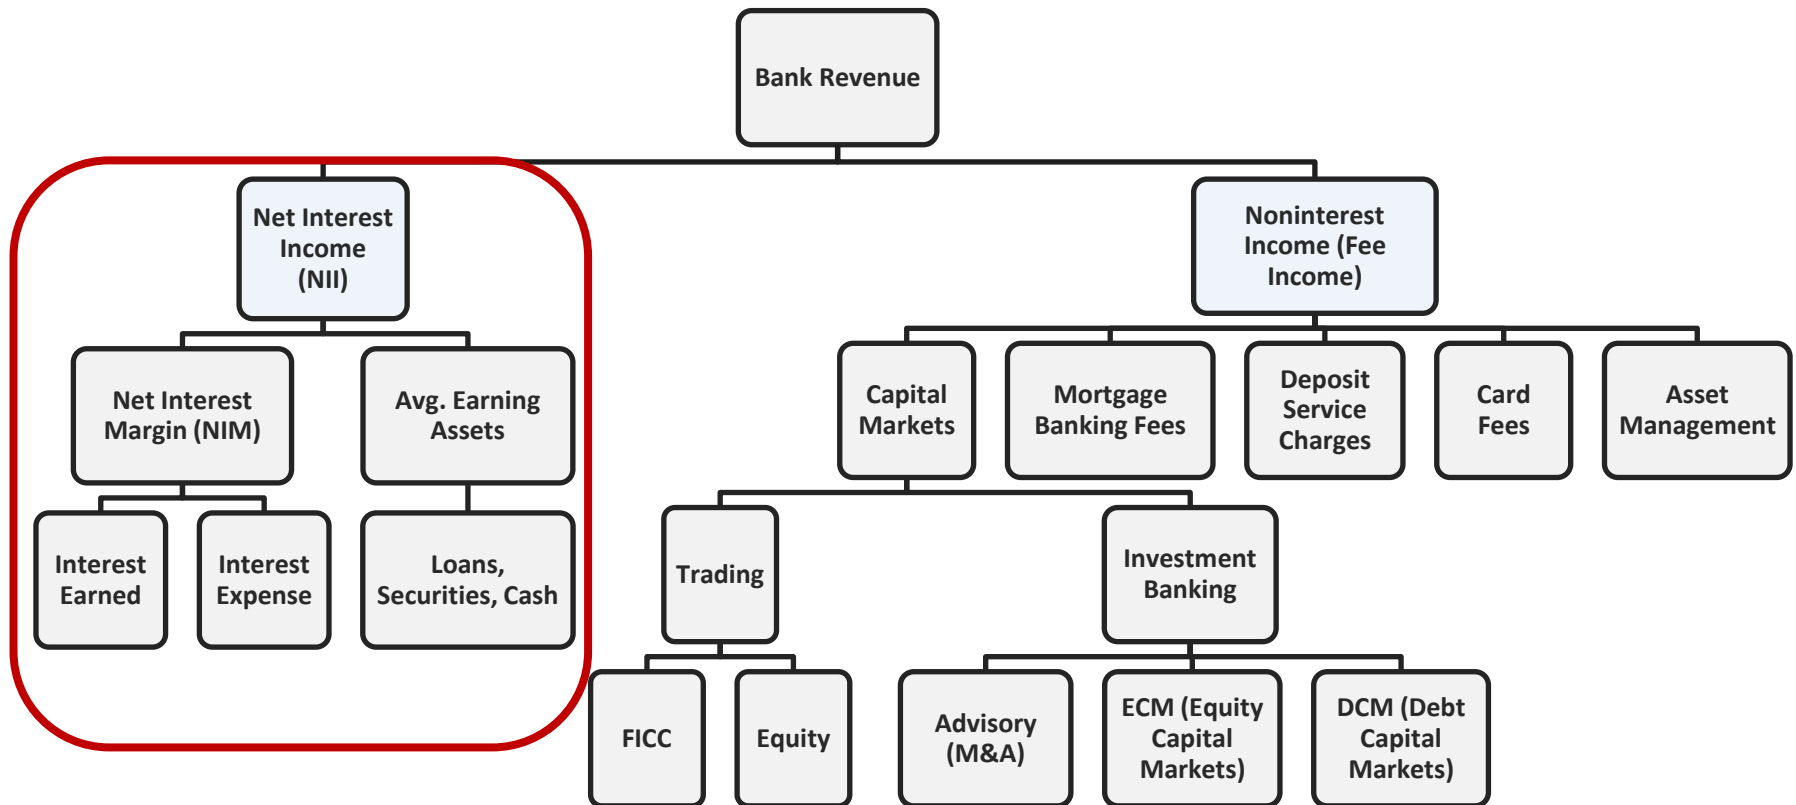 Bank Revenue
Net Interest
Income
(NII)
Noninterest
Income (Fee
Income)
Net Interest
Margin (NIM)
Avg. Earning
Assets
Capital
Markets
Mortgage
Banking Fees
Deposit
Service
Charges
Card
Fees
Asset
Management
Interest
Earned
Interest
Expense
Loans,
Securities, Cash
Trading
Investment
Banking
FICC
Equity
Advisory
(M&A)
ECM (Equity
Capital
Markets)
DCM (Debt
Capital
Markets)